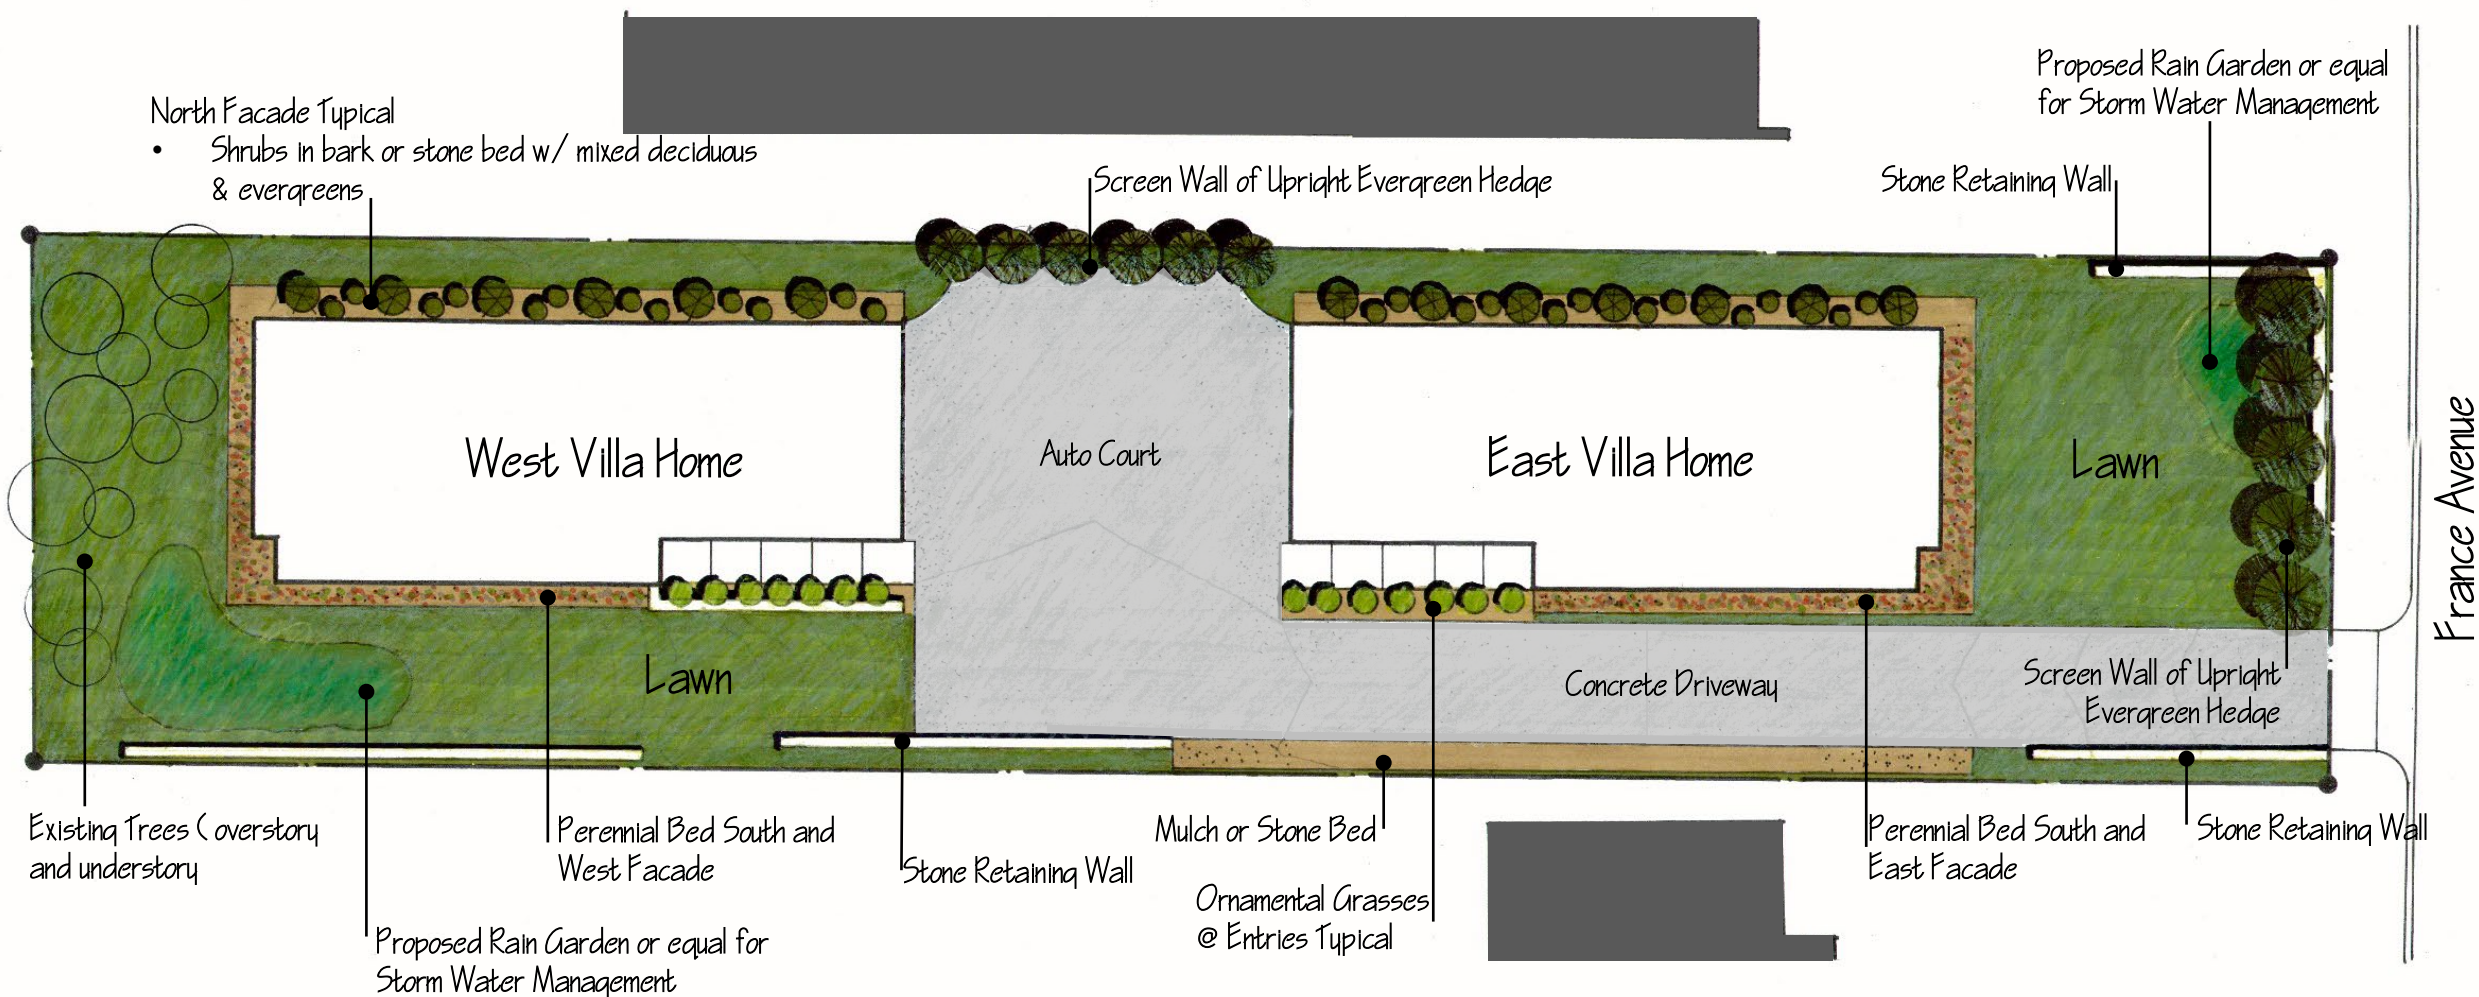 Proposed Rain Garden or equal
for Storm Water Management
North Facade Typical
• Shrubs in bark or stone bed w/ mixed deciduous
& evergreens
Screen Wall of Upright Evergreen Hedge
Stone Retaining Wall
West Villa Home
Auto Court
East Villa Home
Lawn
France Avenue
Lawn
Concrete Driveway
Screen Wall of Upright
Evergreen Hedge
Existing Trees ( overstory
and understory
Perennial Bed South and
West Facade
Stone Retaining Wall
Mulch or Stone Bed
Perennial Bed South and
East Facade
Stone Retaining Wall
Ornamental Grasses
@ Entries Typical
Proposed Rain Garden or equal for
Storm Water Management